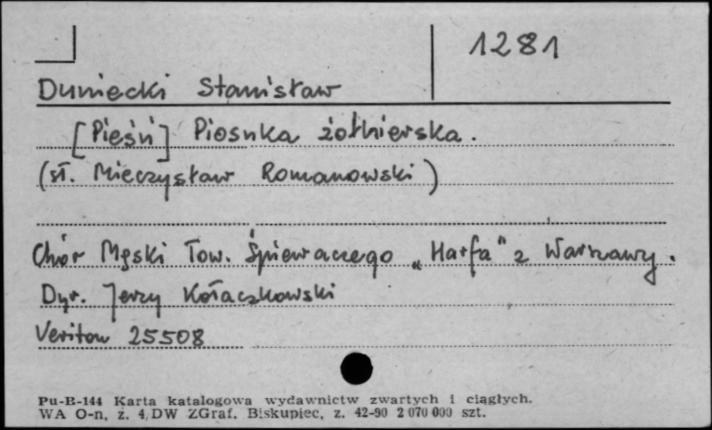 1281
Duniecki Stanisław
[Pieśń] Piosnka żołnierska.
(sł. Mieczysław Romanowski)
Chór Męski Tow. Śpiewaczego „Harfa" z Warszawy.
Dyr. Jerzy Kołaczkowski
Veriton 25508
Pu-B-144 Karta katalogowa wydawnictw zwartych i ciągłych.
WA O-n, z. 4, DW ZGraf. Biskupiec, z. 42-90 2 070 000 szt.